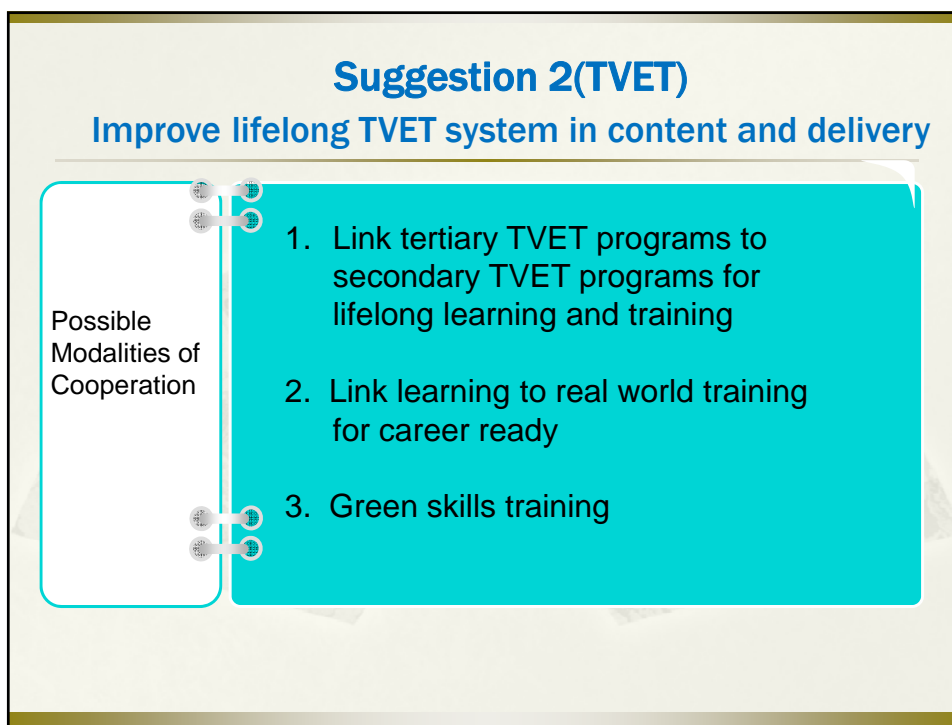 Suggestion 2(TVET)
Improve lifelong TVET system in content and delivery
Possible
Modalities of
Cooperation
1. Link tertiary TVET programs to
secondary TVET programs for
lifelong learning and training
2. Link learning to real world training
for career ready
3. Green skills training